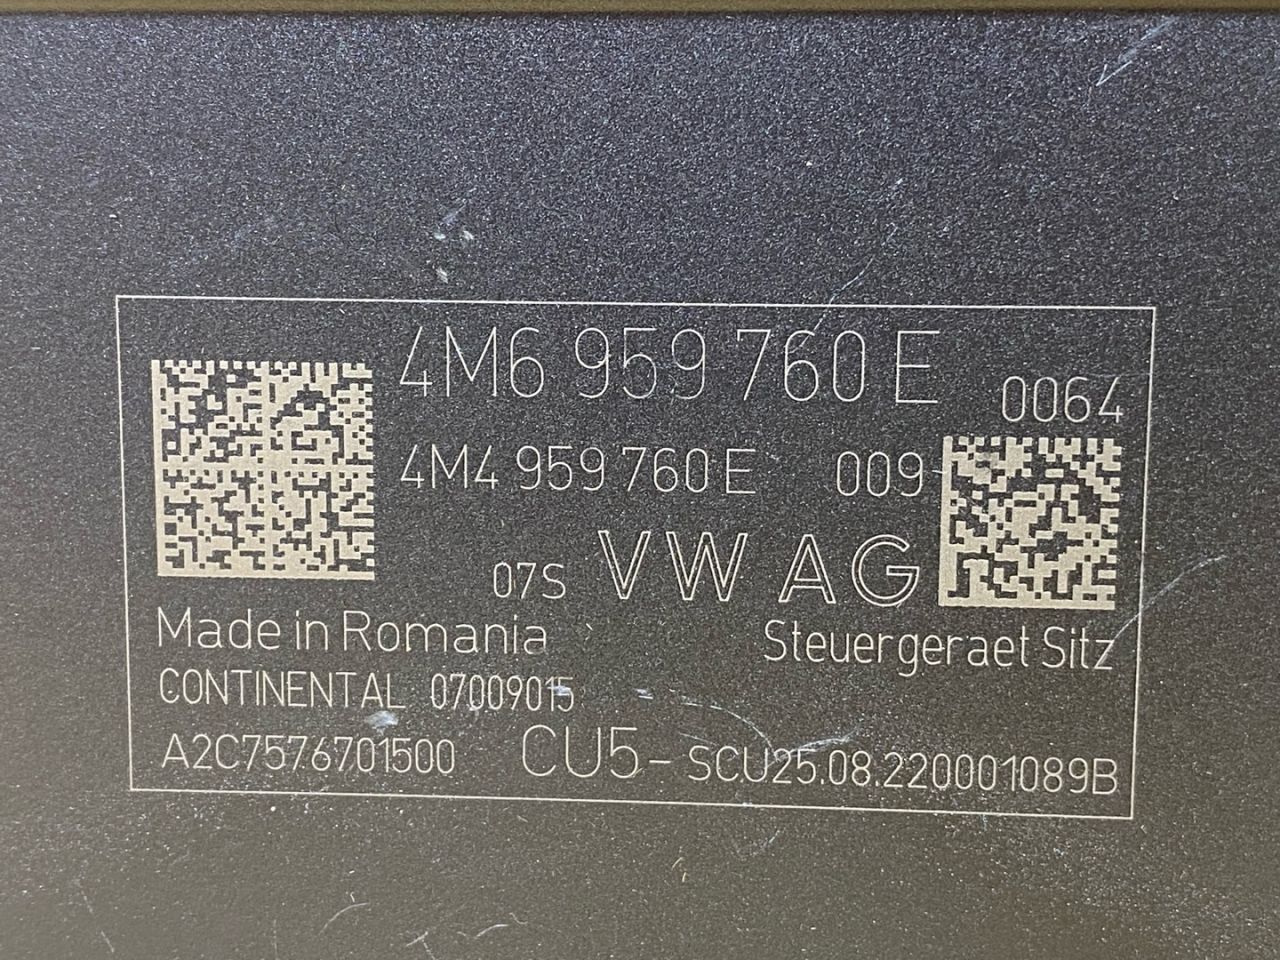 4M6 959 760 E
0064
4M4 959 760 E 009
07S VW AG
Made in Romania
Steuergeraet Sitz
CONTINENTAL 07009015
A2C7576701500 CU5-SCU25.08.220001089B